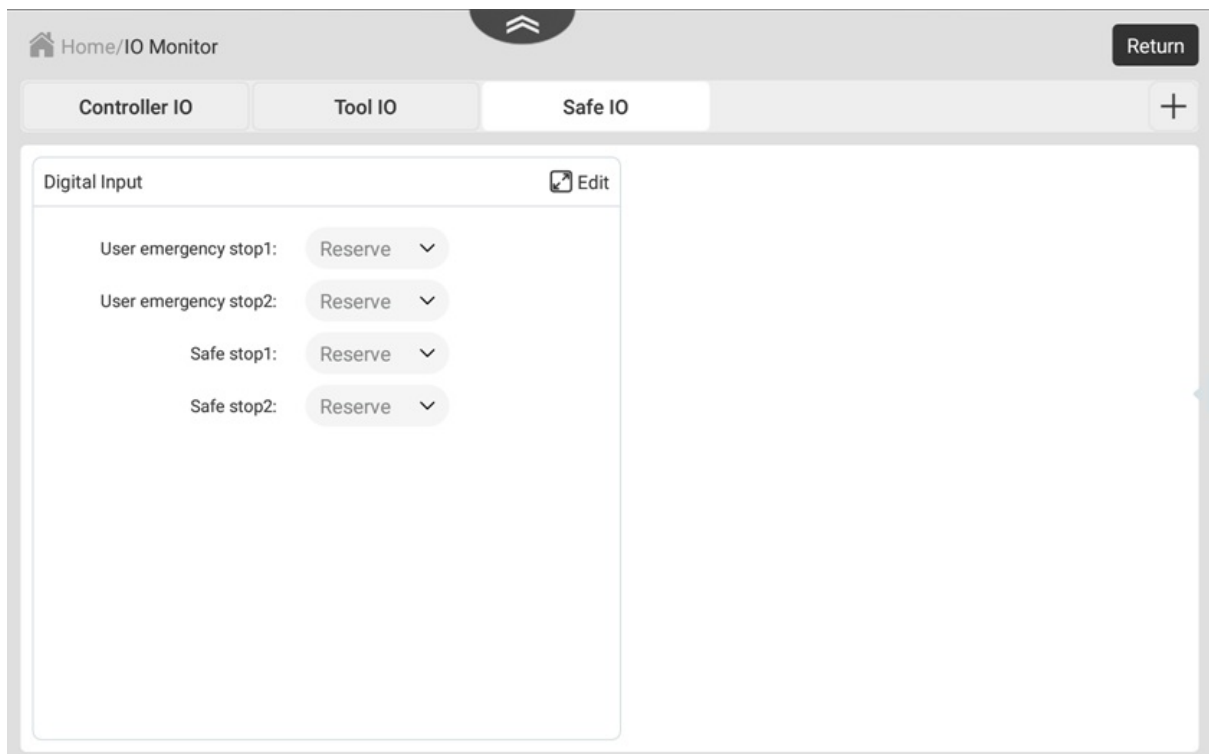 Home/IO Monitor
Return
Controller IO Tool IO Safe IO
Digital Input Edit
User emergency stop1: Reserve
User emergency stop2: Reserve
Safe stop1: Reserve
Safe stop2: Reserve